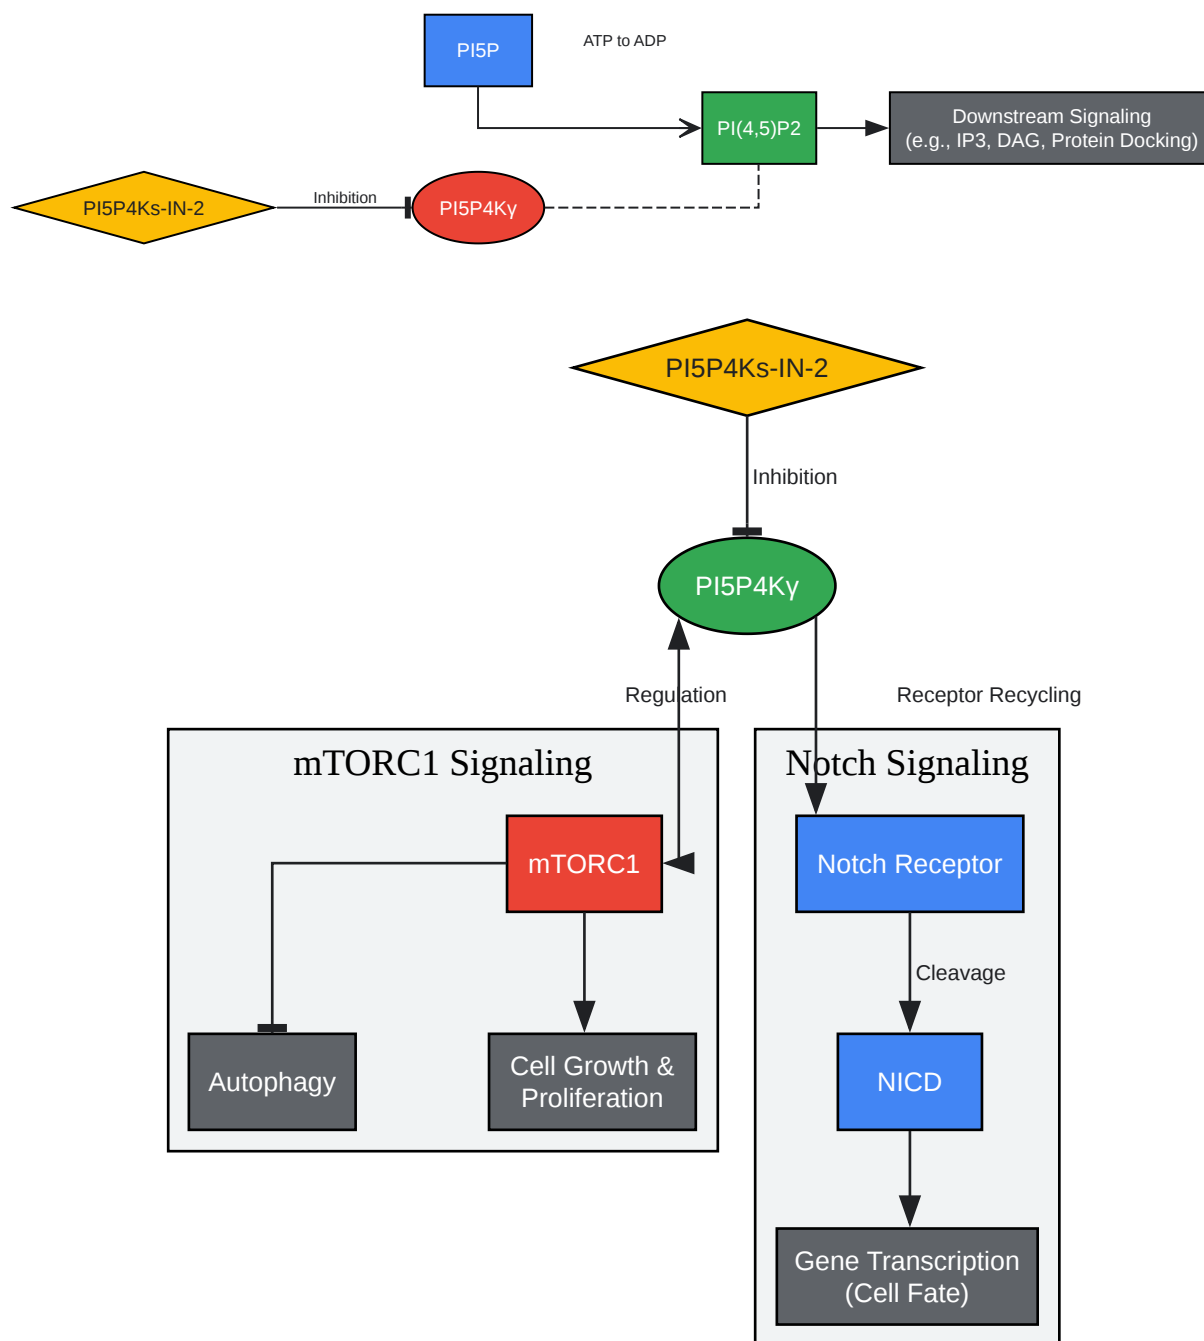 PI5P
ATP to ADP
PI(4,5)P2
Downstream Signaling
(e.g., IP3, DAG, Protein Docking)
PI5P4Ks-IN-2
Inhibition
PI5P4Kγ
PI5P4Ks-IN-2
Inhibition
PI5P4Kγ
Regulation
Receptor Recycling
mTORC1 Signaling
Notch Signaling
mTORC1
Notch Receptor
Cleavage
Autophagy
Cell Growth &
Proliferation
NICD
Gene Transcription
(Cell Fate)